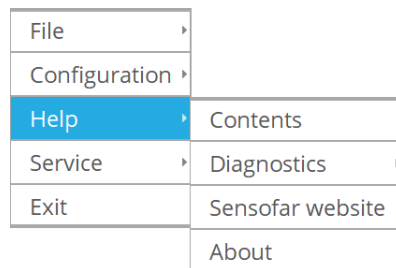 File
Configuration
Help
Service
Exit
Contents
Diagnostics
Sensofar website
About